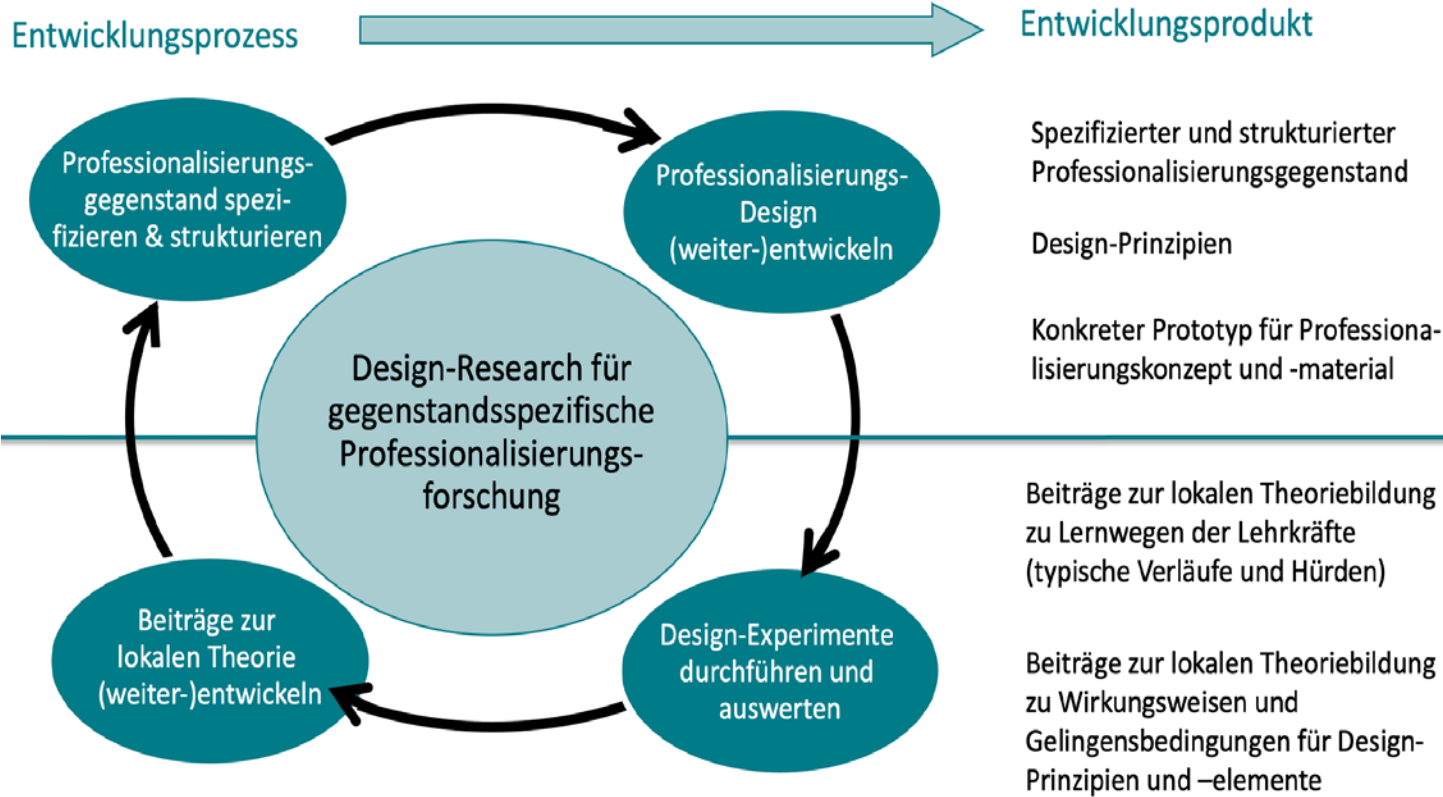 Entwicklungsprozess
Entwicklungsprodukt
Professionalisierungs-
gegenstand spezi-
fizieren & strukturieren
Professionalisierungs-
Design
(weiter-)entwickeln
Design-Research für
gegenstandsspezifische
Professionalisierungs-
forschung
Beiträge zur
lokalen Theorie
(weiter-)entwickeln
Design-Experimente
durchführen und
auswerten
Spezifizierter und strukturierter
Professionalisierungsgegenstand
Design-Prinzipien
Konkreter Prototyp für Professiona-
lisierungskonzept und -material
Beiträge zur lokalen Theoriebildung
zu Lernwegen der Lehrkräfte
(typische Verläufe und Hürden)
Beiträge zur lokalen Theoriebildung
zu Wirkungsweisen und
Gelingensbedingungen für Design-
Prinzipien und –elemente